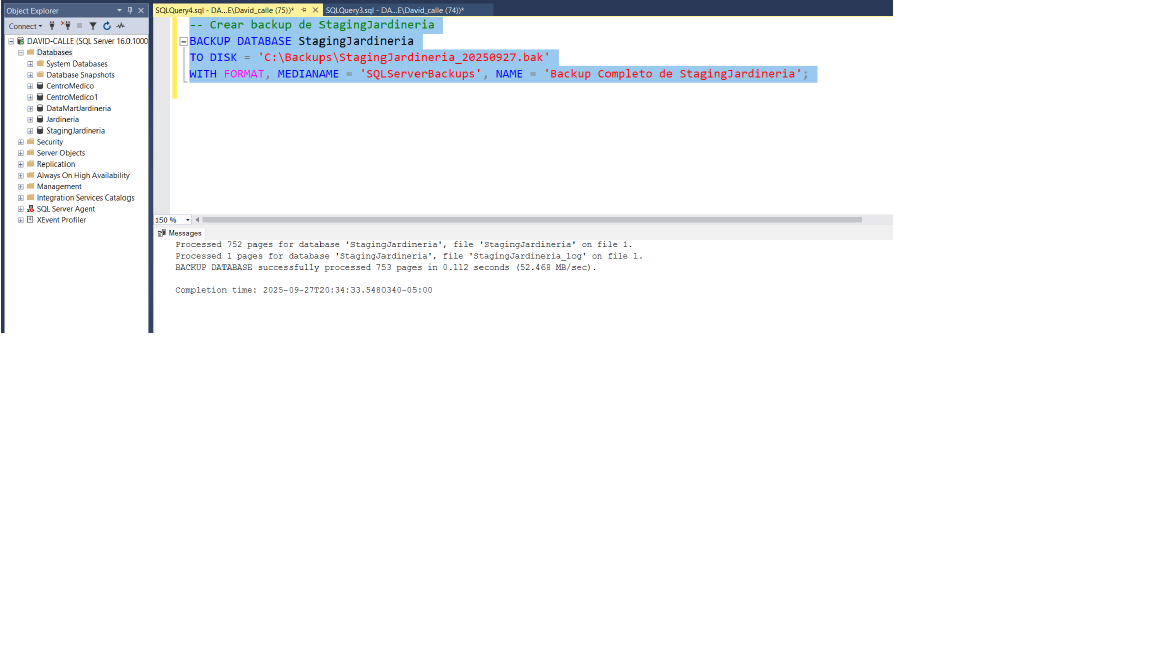 Object Explorer
Connect
DAVID-CALLE (SQL Server 16.0.1000
Databases
System Databases
Database Snapshots
CentroMedico
CentroMedico1
DataMartJardineria
Jardineria
StagingJardineria
Security
Server Objects
Replication
Always On High Availability
Management
Integration Services Catalogs
SQL Server Agent
XEvent Profiler
SQLQuery4.sql - DA...E\David_calle (75))*
SQLQuery3.sql - DA...E\David_calle (74))*
-- Crear backup de StagingJardineria
BACKUP DATABASE StagingJardineria
TO DISK = 'C:\Backups\StagingJardineria_20250927.bak'
WITH FORMAT, MEDIANAME = 'SQLServerBackups', NAME = 'Backup Completo de StagingJardineria';
150 %
Messages
Processed 752 pages for database 'StagingJardineria', file 'StagingJardineria' on file 1.
Processed 1 pages for database 'StagingJardineria', file 'StagingJardineria_log' on file 1.
BACKUP DATABASE successfully processed 753 pages in 0.112 seconds (52.468 MB/sec).
Completion time: 2025-09-27T20:34:33.5480340-05:00